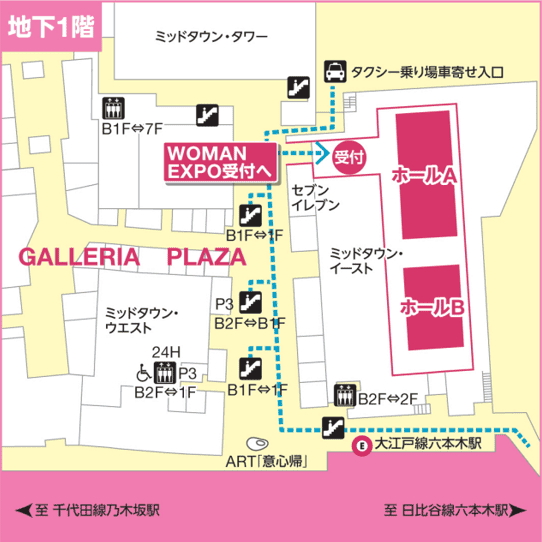 地下1階
ミッドタウン・タワー
タクシー乗り場車寄せ入口
B1F⇔7F
WOMAN
EXPO受付へ
受付
ホールA
セブン
イレブン
B1F⇔1F
GALLERIA PLAZA
ミッドタウン・
イースト
ホールB
P3
B2F⇔B1F
ミッドタウン・
ウエスト
24H
P3
B2F⇔1F
B1F⇔1F
B2F⇔2F
E 大江戸線六本木駅
ART「意心帰」
至 千代田線乃木坂駅
至 日比谷線六本木駅